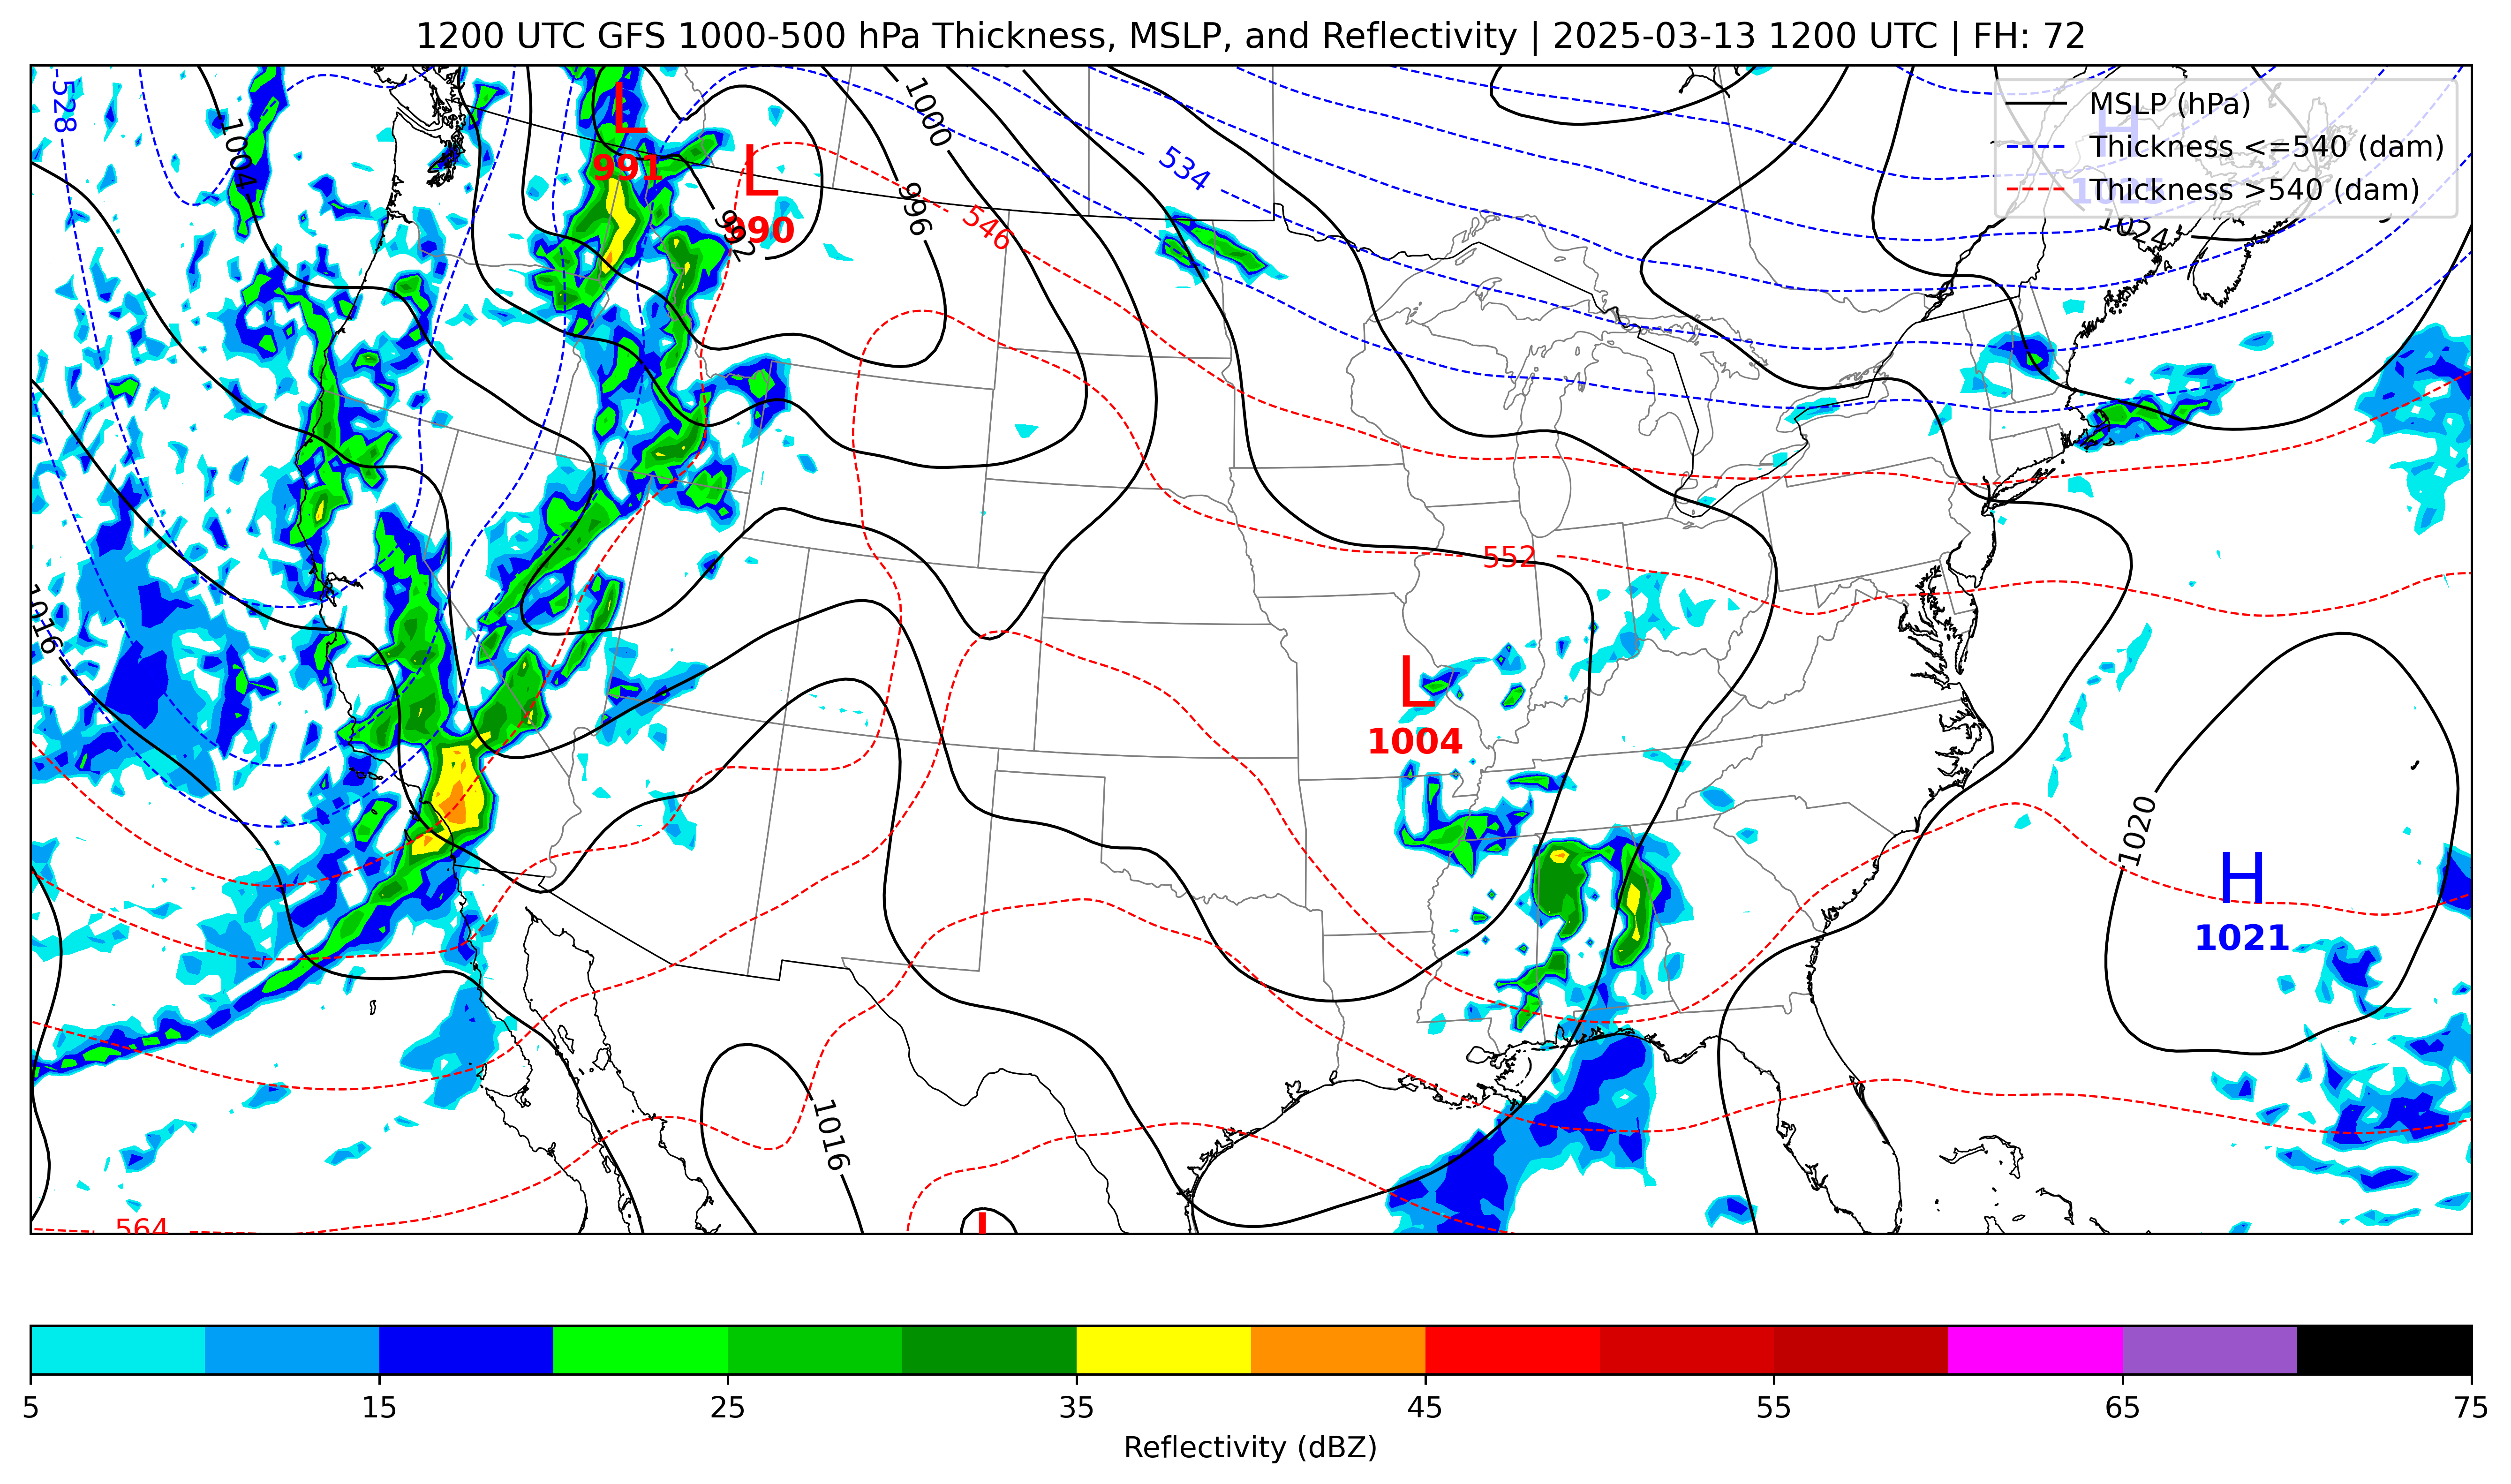 1200 UTC GFS 1000-500 hPa Thickness, MSLP, and Reflectivity | 2025-03-13 1200 UTC | FH: 72
MSLP (hPa)
Thickness <=540 (dam)
Thickness >540 (dam)
528
1004
L
991
L
990
992
1000
996
546
534
H
1024
1016
552
L
1004
1020
H
1021
1016
564
L
5 15 25 35 45 55 65 75
Reflectivity (dBZ)